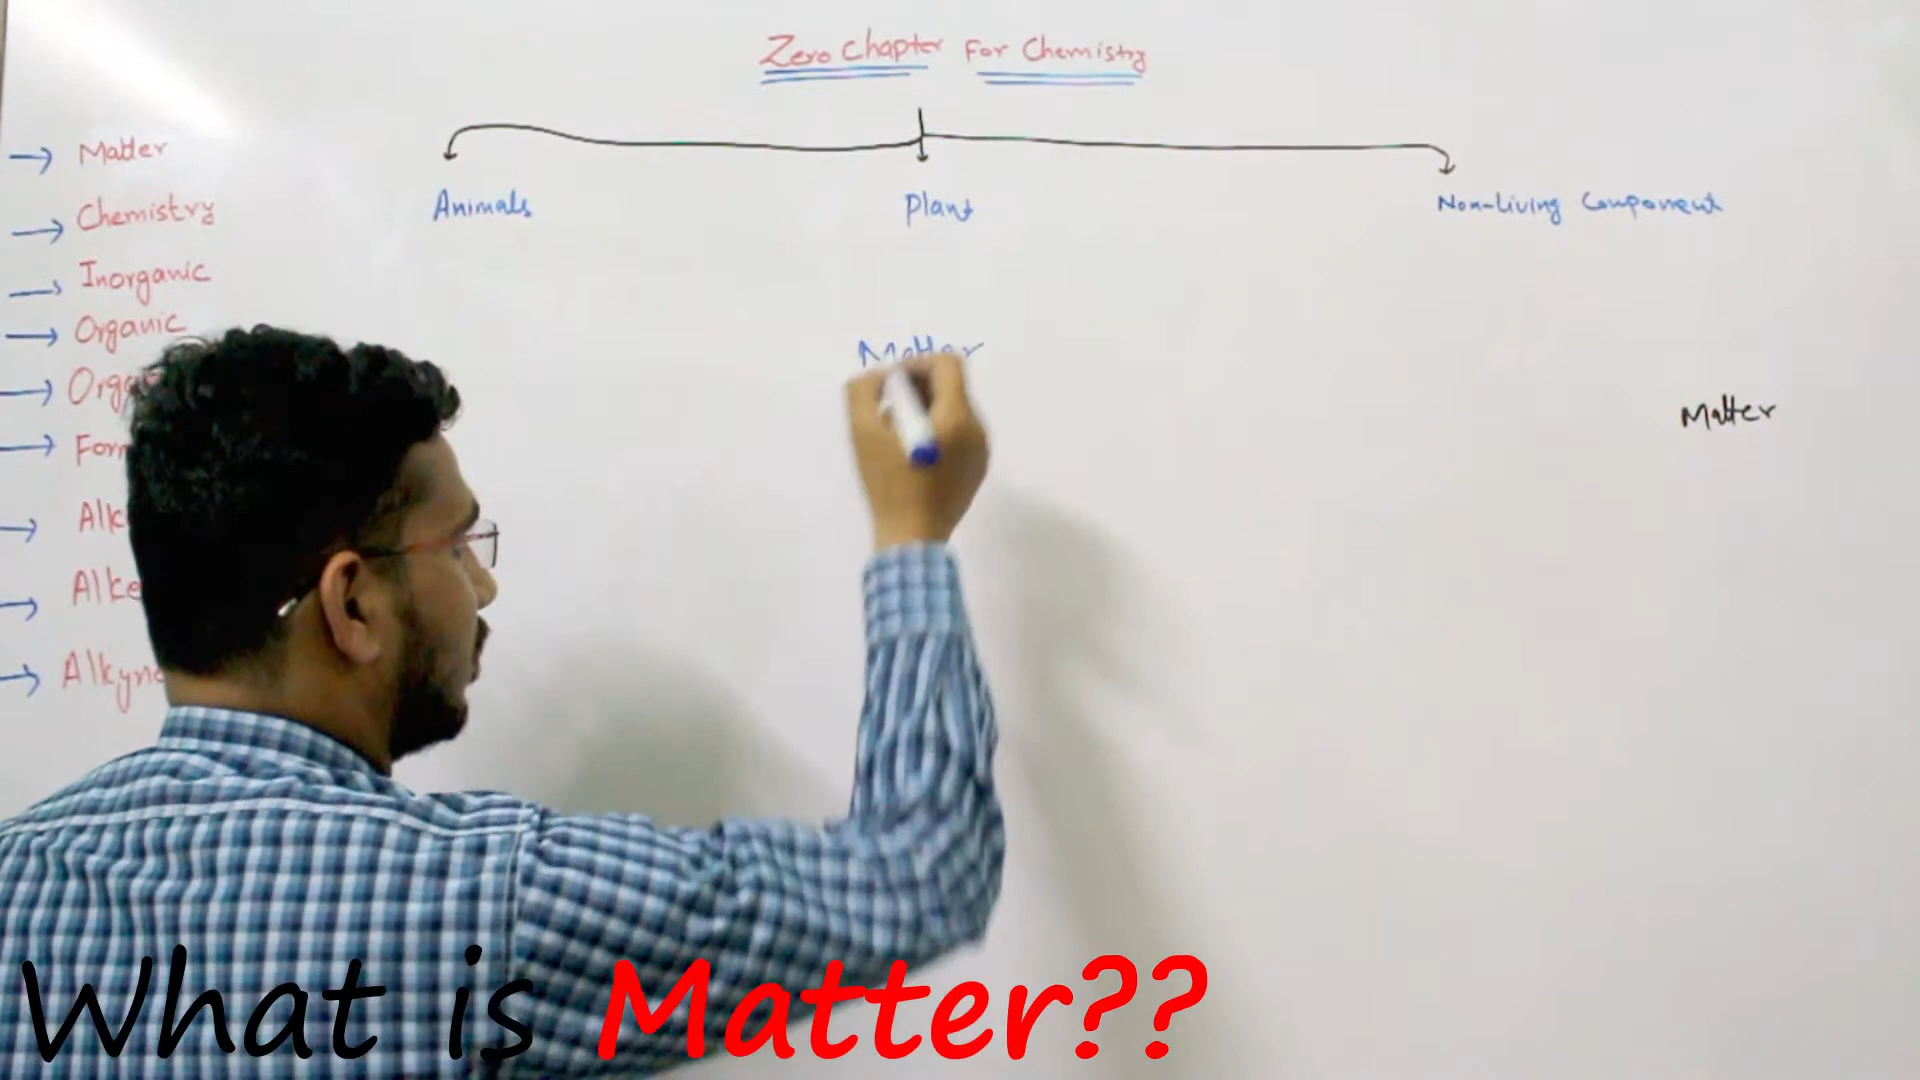 Zero Chapter For Chemistry
Animals
Plant
Non-Living Component
→ Matter
→ Chemistry
→ Inorganic
→ Organic
→
→
→
→
→
Matter
Matter
What is Matter??